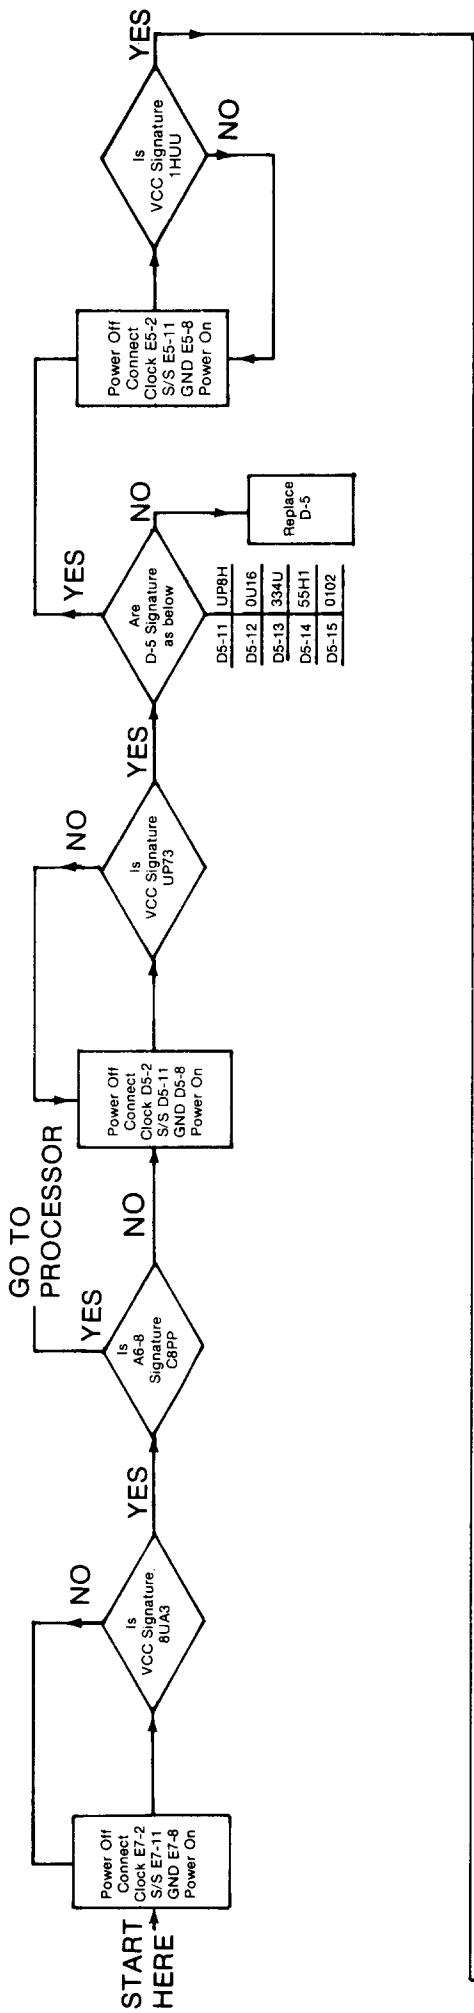 START
HERE
Power Off
Connect
Clock E7-2
S/S E7-11
GND E7-8
Power On
NO
Is
VCC Signature.
8UA3
YES
Is
A6-8
Signature
C8PP
YES
GO TO
PROCESSOR
NO
Power Off
Connect
Clock D5-2
S/S D5-11
GND D5-8
Power On
NO
Is
VCC Signature
UP73
YES
Are
D-5 Signature
as below
D5-11 UP8H
D5-12 0U16
D5-13 334U
D5-14 55H1
D5-15 0102
NO
Replace
D-5
YES
Power Off
Connect
Clock E5-2
S/S E5-11
GND E5-8
Power On
Is
VCC Signature
1HUU
NO
YES